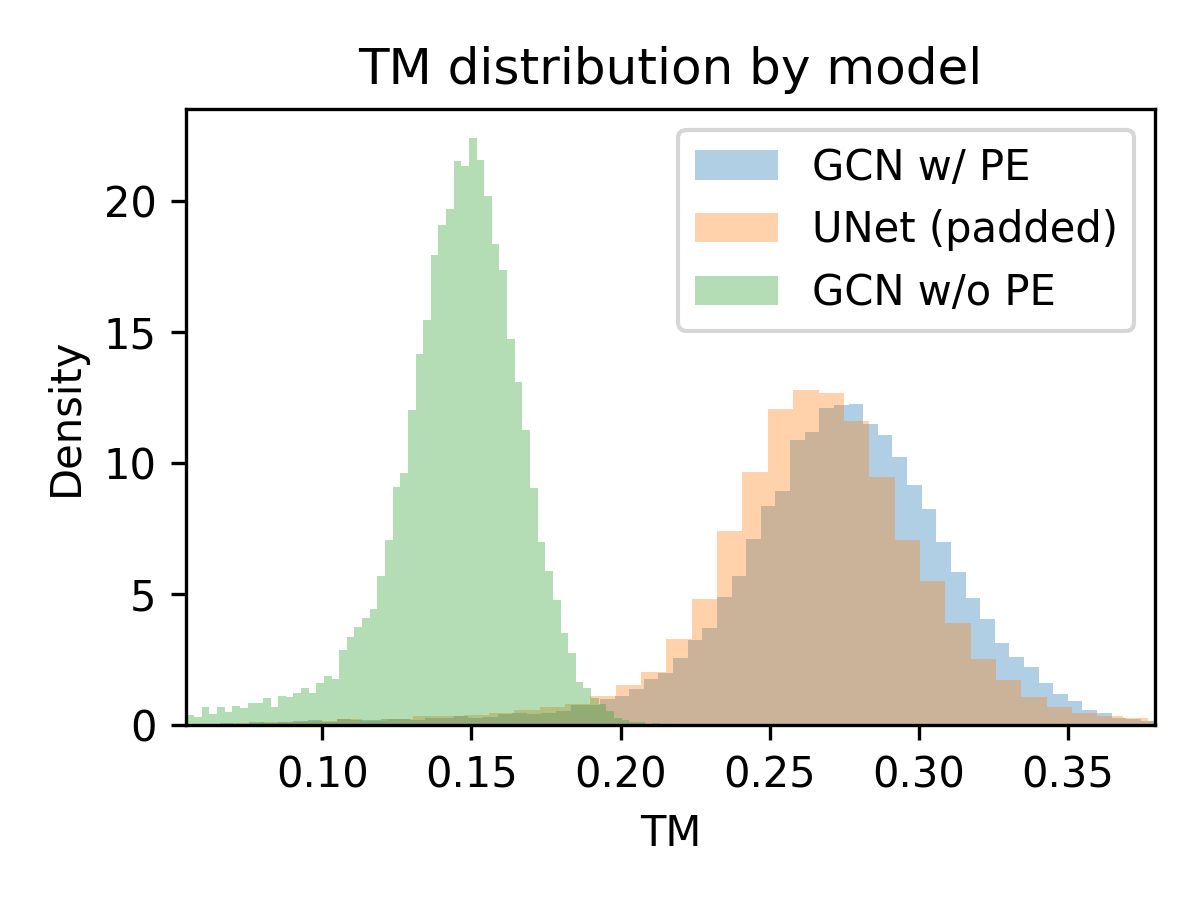 TM distribution by model
GCN w/ PE
UNet (padded)
GCN w/o PE
Density
20
15
10
5
0
0.10 0.15 0.20 0.25 0.30 0.35
TM